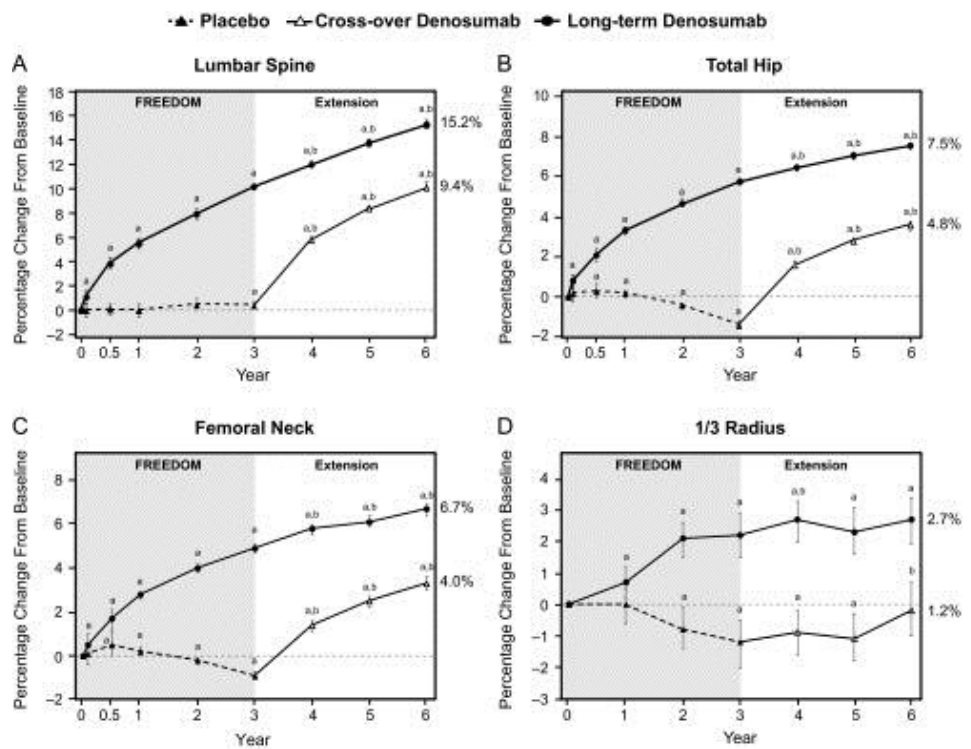 Placebo Cross-over Denosumab Long-term Denosumab
A Lumbar Spine
Percentage Change From Baseline
18
16
14
12
10
8
6
4
2
0
–2
FREEDOM Extension
a a a a a a,b a,b a,b
a a,b a,b a,b
15.2%
9.4%
0 0.5 1 2 3 4 5 6
Year
B Total Hip
Percentage Change From Baseline
10
8
6
4
2
0
–2
FREEDOM Extension
a a a a a a,b a,b a,b
a a a a a,b a,b a,b
7.5%
4.8%
0 0.5 1 2 3 4 5 6
Year
C Femoral Neck
Percentage Change From Baseline
8
6
4
2
0
–2
FREEDOM Extension
a a a a a a,b a,b a,b
a a a a a,b a,b a,b
6.7%
4.0%
0 0.5 1 2 3 4 5 6
Year
D 1/3 Radius
Percentage Change From Baseline
4
3
2
1
0
–1
–2
–3
FREEDOM Extension
a a a a,b a a
a a a a b
2.7%
1.2%
0 1 2 3 4 5 6
Year